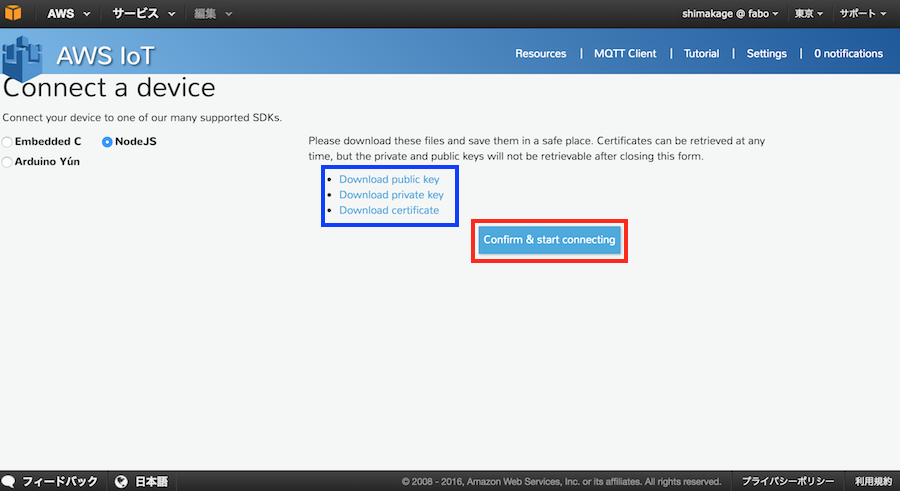 AWS サービス 編集 shimakage @ fabo 東京 サポート
AWS IoT Resources | MQTT Client | Tutorial | Settings | 0 notifications
Connect a device
Connect your device to one of our many supported SDKs.
Embedded C NodeJS
Arduino Yún
Please download these files and save them in a safe place. Certificates can be retrieved at any
time, but the private and public keys will not be retrievable after closing this form.
• Download public key
• Download private key
• Download certificate
Confirm & start connecting
フィードバック 日本語 © 2008 - 2016, Amazon Web Services, Inc. or its affiliates. All rights reserved. プライバシーポリシー 利用規約